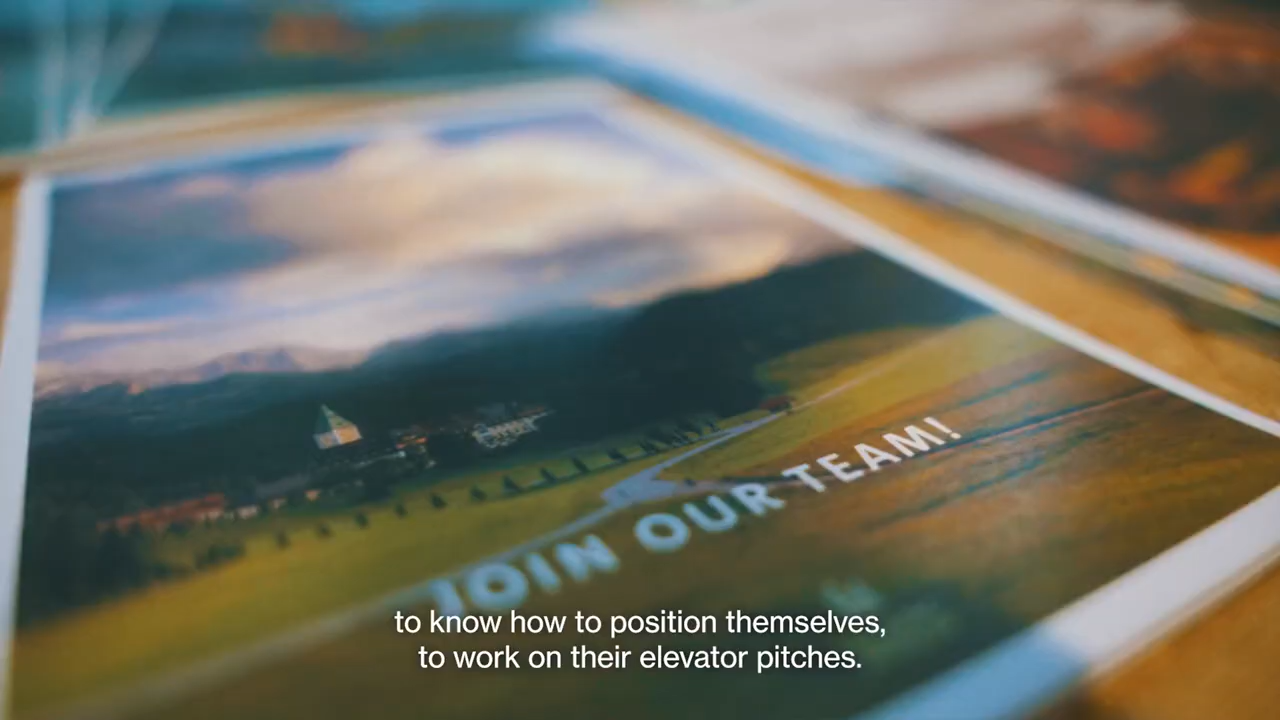 JOIN OUR TEAM!
to know how to position themselves,
to work on their elevator pitches.